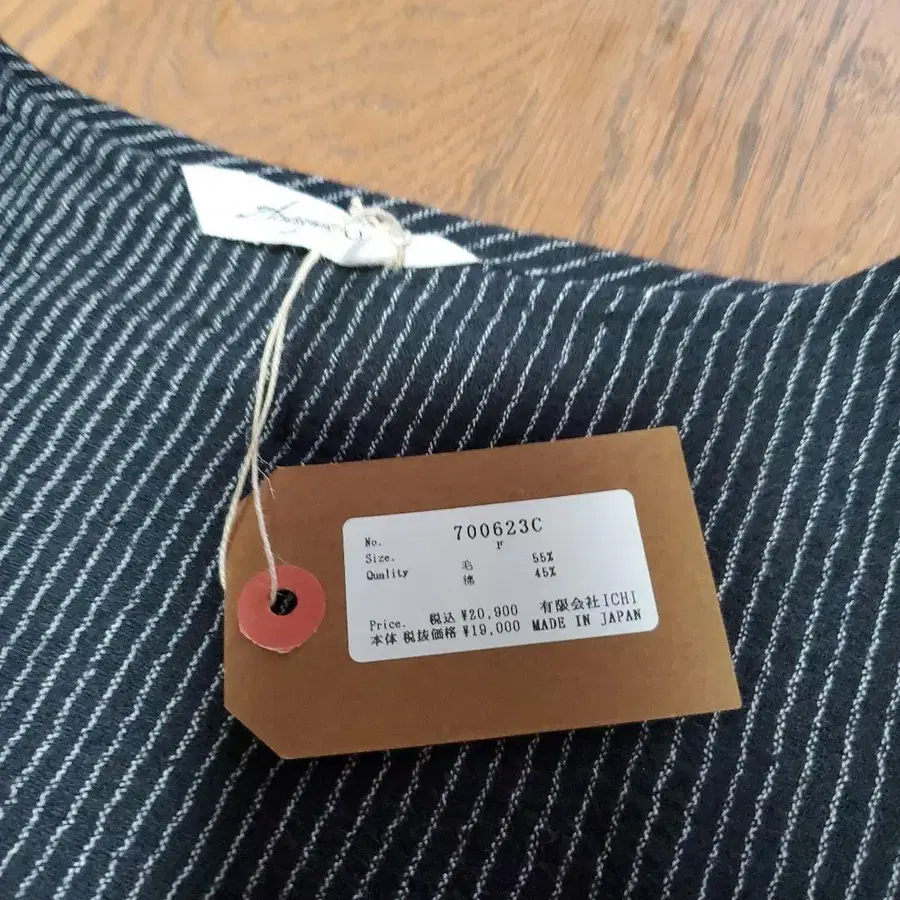 No. 700623C
Size. F
Quality 毛 55%
綿 45%
Price. 税込 ¥20,900 有限会社ICHI
本体 税抜価格 ¥19,000 MADE IN JAPAN